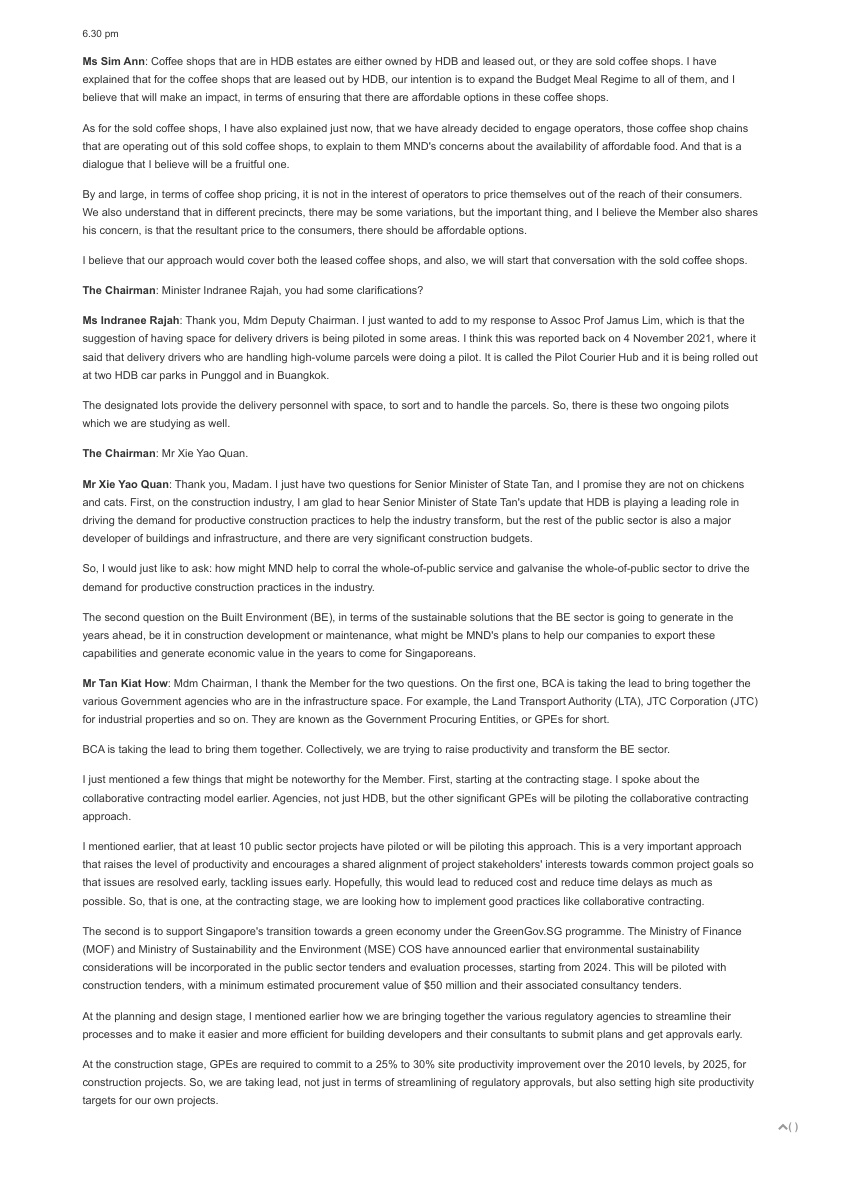 6.30 pm
Ms Sim Ann: Coffee shops that are in HDB estates are either owned by HDB and leased out, or they are sold coffee shops. I have
explained that for the coffee shops that are leased out by HDB, our intention is to expand the Budget Meal Regime to all of them, and I
believe that will make an impact, in terms of ensuring that there are affordable options in these coffee shops.
As for the sold coffee shops, I have also explained just now, that we have already decided to engage operators, those coffee shop chains
that are operating out of this sold coffee shops, to explain to them MND's concerns about the availability of affordable food. And that is a
dialogue that I believe will be a fruitful one.
By and large, in terms of coffee shop pricing, it is not in the interest of operators to price themselves out of the reach of their consumers.
We also understand that in different precincts, there may be some variations, but the important thing, and I believe the Member also shares
his concern, is that the resultant price to the consumers, there should be affordable options.
I believe that our approach would cover both the leased coffee shops, and also, we will start that conversation with the sold coffee shops.
The Chairman: Minister Indranee Rajah, you had some clarifications?
Ms Indranee Rajah: Thank you, Mdm Deputy Chairman. I just wanted to add to my response to Assoc Prof Jamus Lim, which is that the
suggestion of having space for delivery drivers is being piloted in some areas. I think this was reported back on 4 November 2021, where it
said that delivery drivers who are handling high-volume parcels were doing a pilot. It is called the Pilot Courier Hub and it is being rolled out
at two HDB car parks in Punggol and in Buangkok.
The designated lots provide the delivery personnel with space, to sort and to handle the parcels. So, there is these two ongoing pilots
which we are studying as well.
The Chairman: Mr Xie Yao Quan.
Mr Xie Yao Quan: Thank you, Madam. I just have two questions for Senior Minister of State Tan, and I promise they are not on chickens
and cats. First, on the construction industry, I am glad to hear Senior Minister of State Tan's update that HDB is playing a leading role in
driving the demand for productive construction practices to help the industry transform, but the rest of the public sector is also a major
developer of buildings and infrastructure, and there are very significant construction budgets.
So, I would just like to ask: how might MND help to corral the whole-of-public service and galvanise the whole-of-public sector to drive the
demand for productive construction practices in the industry.
The second question on the Built Environment (BE), in terms of the sustainable solutions that the BE sector is going to generate in the
years ahead, be it in construction development or maintenance, what might be MND's plans to help our companies to export these
capabilities and generate economic value in the years to come for Singaporeans.
Mr Tan Kiat How: Mdm Chairman, I thank the Member for the two questions. On the first one, BCA is taking the lead to bring together the
various Government agencies who are in the infrastructure space. For example, the Land Transport Authority (LTA), JTC Corporation (JTC)
for industrial properties and so on. They are known as the Government Procuring Entities, or GPEs for short.
BCA is taking the lead to bring them together. Collectively, we are trying to raise productivity and transform the BE sector.
I just mentioned a few things that might be noteworthy for the Member. First, starting at the contracting stage. I spoke about the
collaborative contracting model earlier. Agencies, not just HDB, but the other significant GPEs will be piloting the collaborative contracting
approach.
I mentioned earlier, that at least 10 public sector projects have piloted or will be piloting this approach. This is a very important approach
that raises the level of productivity and encourages a shared alignment of project stakeholders' interests towards common project goals so
that issues are resolved early, tackling issues early. Hopefully, this would lead to reduced cost and reduce time delays as much as
possible. So, that is one, at the contracting stage, we are looking how to implement good practices like collaborative contracting.
The second is to support Singapore's transition towards a green economy under the GreenGov.SG programme. The Ministry of Finance
(MOF) and Ministry of Sustainability and the Environment (MSE) COS have announced earlier that environmental sustainability
considerations will be incorporated in the public sector tenders and evaluation processes, starting from 2024. This will be piloted with
construction tenders, with a minimum estimated procurement value of $50 million and their associated consultancy tenders.
At the planning and design stage, I mentioned earlier how we are bringing together the various regulatory agencies to streamline their
processes and to make it easier and more efficient for building developers and their consultants to submit plans and get approvals early.
At the construction stage, GPEs are required to commit to a 25% to 30% site productivity improvement over the 2010 levels, by 2025, for
construction projects. So, we are taking lead, not just in terms of streamlining of regulatory approvals, but also setting high site productivity
targets for our own projects.
( )